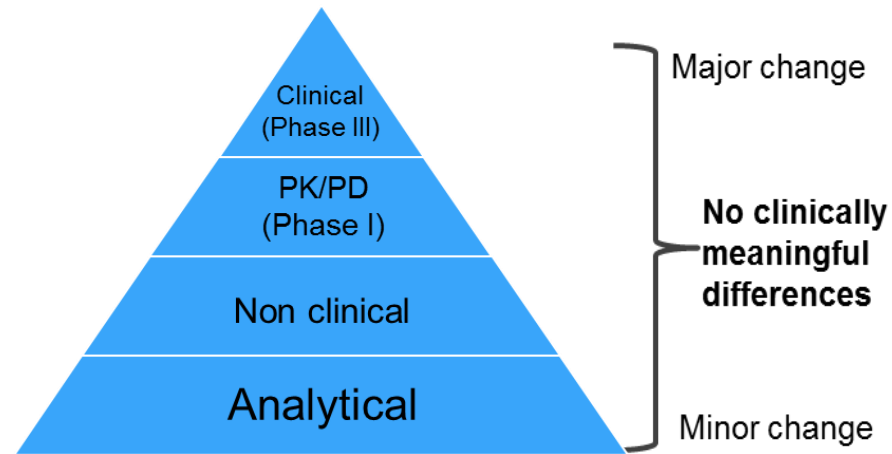 Clinical
(Phase III)
PK/PD
(Phase I)
Non clinical
Analytical
Major change
No clinically
meaningful
differences
Minor change